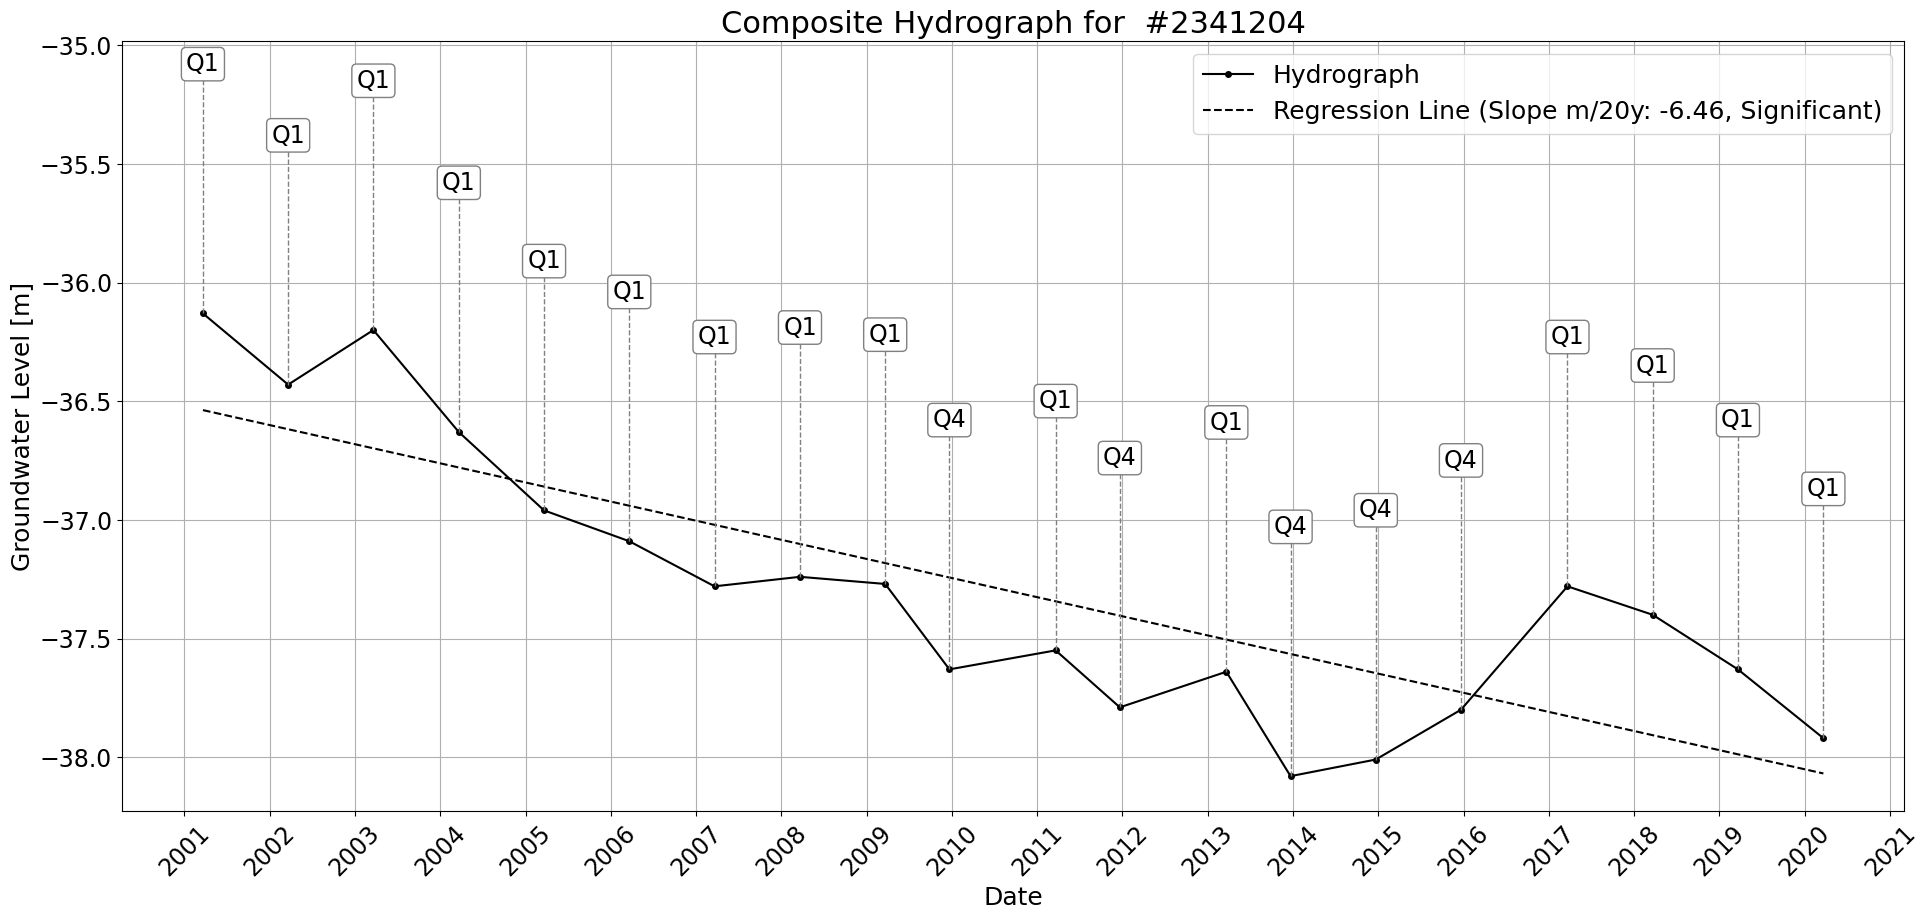 Composite Hydrograph for  #2341204
Hydrograph
Regression Line (Slope m/20y: -6.46, Significant)
Groundwater Level [m]
−35.0
−35.5
−36.0
−36.5
−37.0
−37.5
−38.0
Q1
Q1
Q1
Q1
Q1
Q1
Q1
Q1
Q1
Q4
Q1
Q4
Q1
Q4
Q4
Q4
Q1
Q1
Q1
Q1
2001
2002
2003
2004
2005
2006
2007
2008
2009
2010
2011
2012
2013
2014
2015
2016
2017
2018
2019
2020
2021
Date